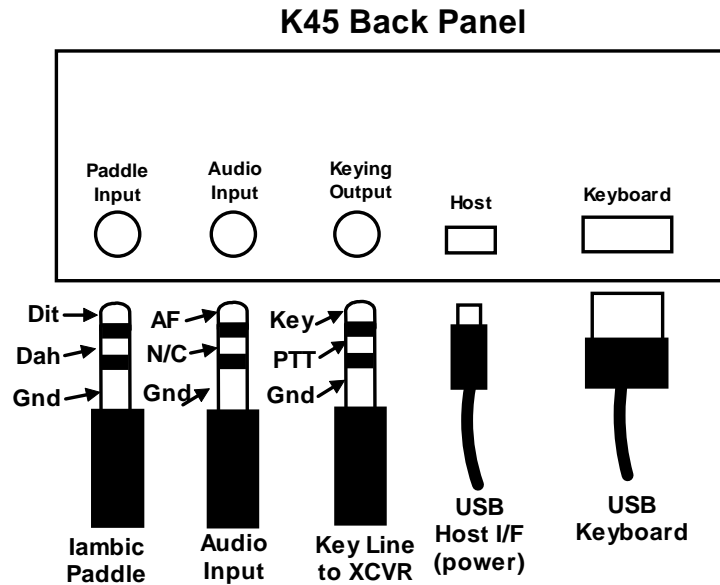 K45 Back Panel
Paddle
Input
Audio
Input
Keying
Output
Host
Keyboard
Dit
Dah
Gnd
AF
N/C
Gnd
Key
PTT
Gnd
Iambic
Paddle
Audio
Input
Key Line
to XCVR
USB
Host I/F
(power)
USB
Keyboard